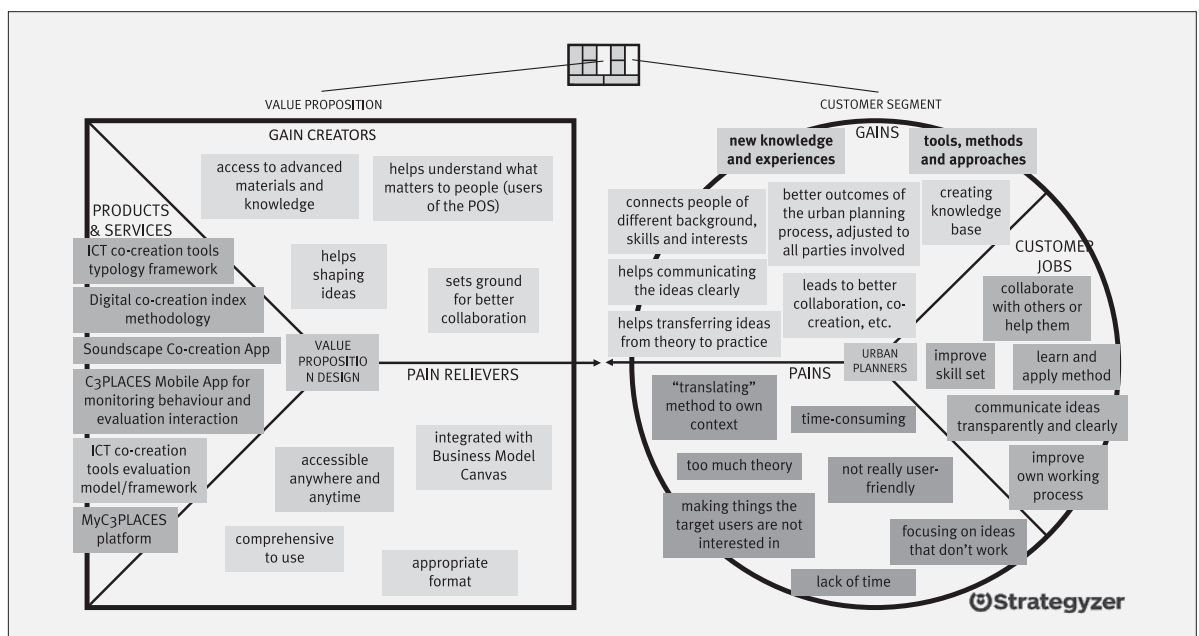 VALUE PROPOSITION
GAIN CREATORS
access to advanced
materials and
knowledge
helps understand what
matters to people (users
of the POS)
PRODUCTS
& SERVICES
ICT co-creation tools
typology framework
helps
shaping
ideas
sets ground
for better
collaboration
Digital co-creation index
methodology
Soundscape Co-creation App
VALUE
PROPOSITIO
N DESIGN
PAIN RELIEVERS
C3PLACES Mobile App for
monitoring behaviour and
evaluation interaction
ICT co-creation
tools evaluation
model/framework
accessible
anywhere and
anytime
integrated with
Business Model
Canvas
MyC3PLACES
platform
comprehensive
to use
appropriate
format
CUSTOMER SEGMENT
GAINS
new knowledge
and experiences
tools, methods
and approaches
connects people of
different background,
skills and interests
better outcomes of
the urban planning
process, adjusted to
all parties involved
creating
knowledge
base
helps communicating
the ideas clearly
leads to better
collaboration, co-
creation, etc.
helps transferring ideas
from theory to practice
CUSTOMER
JOBS
collaborate
with others or
help them
URBAN
PLANNERS
improve
skill set
learn and
apply method
communicate ideas
transparently and clearly
improve
own working
process
PAINS
“translating”
method to own
context
time-consuming
too much theory
not really user-
friendly
making things the
target users are not
interested in
focusing on ideas
that don’t work
lack of time
Strategyzer